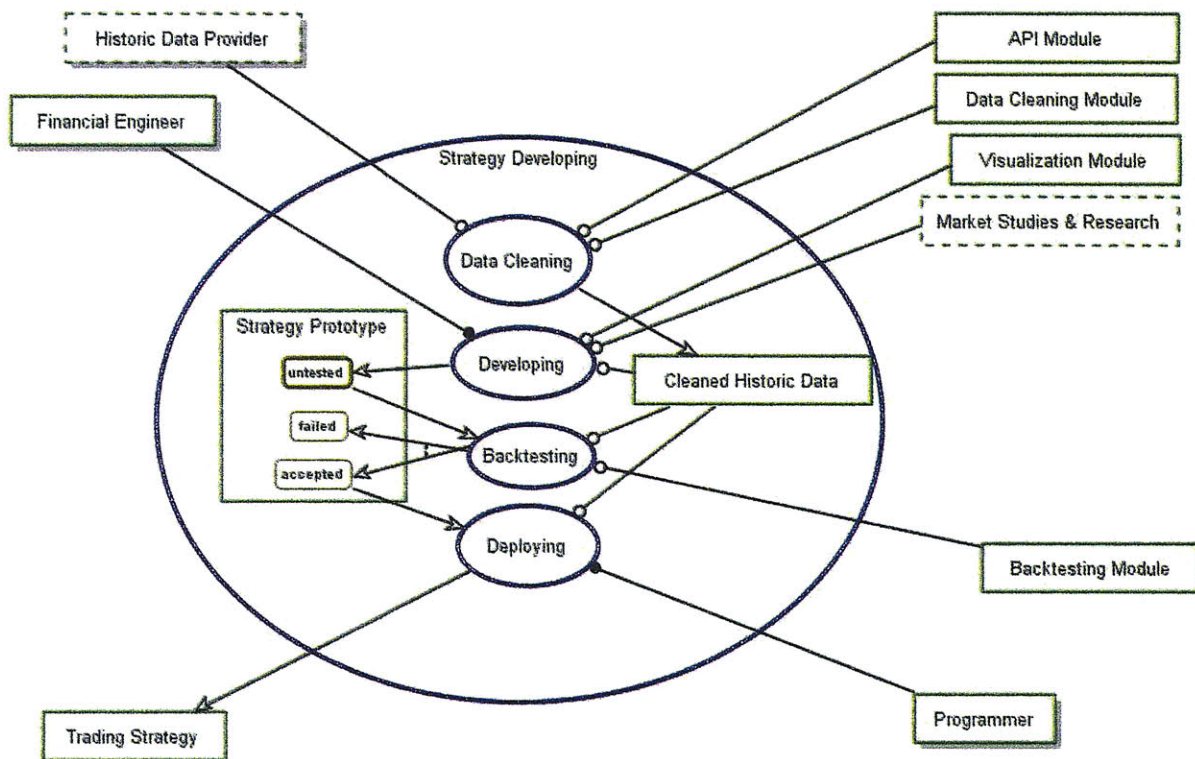 Historic Data Provider
API Module
Financial Engineer
Data Cleaning Module
Strategy Developing
Visualization Module
Market Studies & Research
Data Cleaning
Strategy Prototype
untested
Developing
Cleaned Historic Data
failed
Backtesting
accepted
Deploying
Backtesting Module
Trading Strategy
Programmer